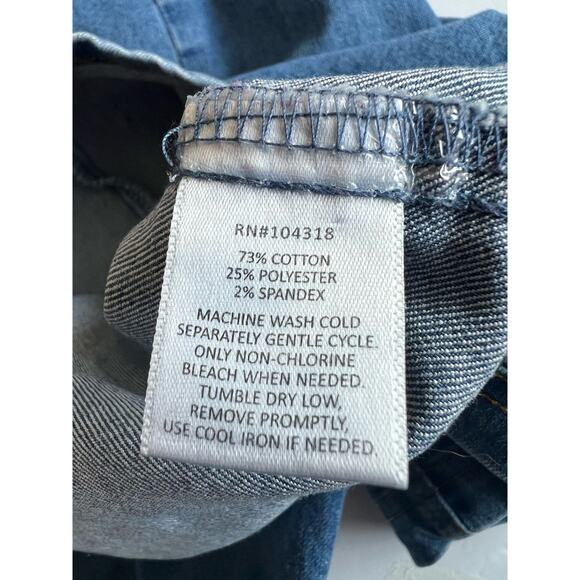 RN#104318
73% COTTON
25% POLYESTER
2% SPANDEX
MACHINE WASH COLD
SEPARATELY GENTLE CYCLE.
ONLY NON-CHLORINE
BLEACH WHEN NEEDED.
TUMBLE DRY LOW,
REMOVE PROMPTLY,
USE COOL IRON IF NEEDED.